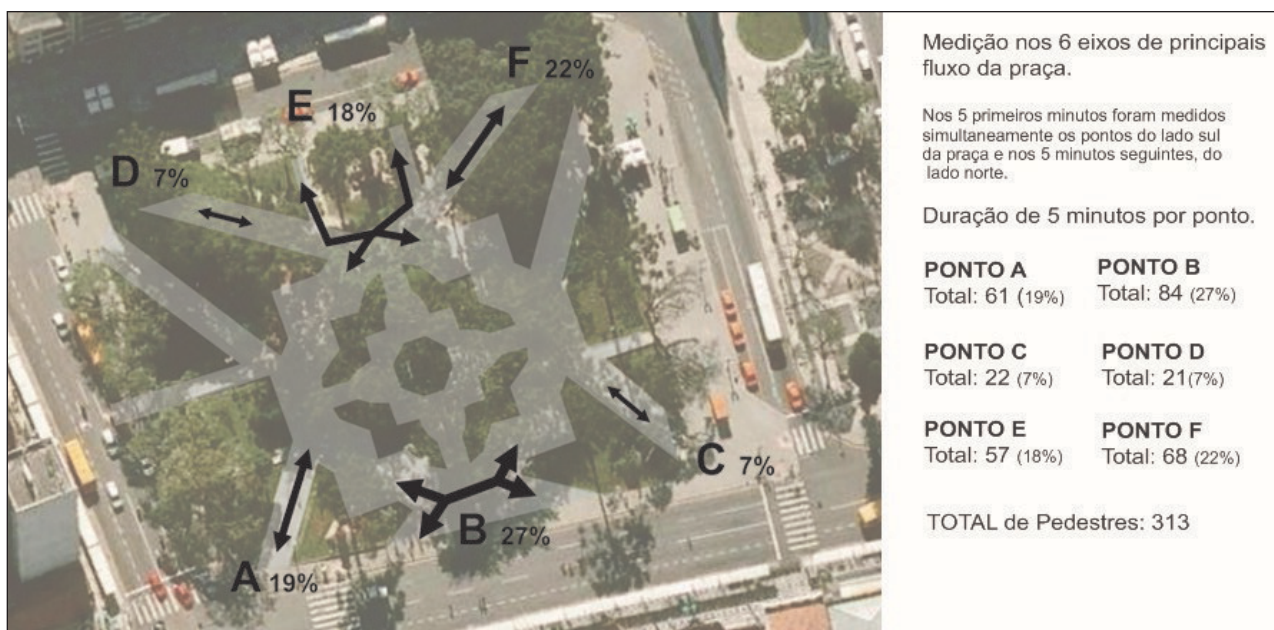 F 22%
E 18%
D 7%
C 7%
B 27%
A 19%
Medição nos 6 eixos de principais
fluxo da praça.
Nos 5 primeiros minutos foram medidos
simultaneamente os pontos do lado sul
da praça e nos 5 minutos seguintes, do
lado norte.
Duração de 5 minutos por ponto.
PONTO A
Total: 61 (19%)
PONTO B
Total: 84 (27%)
PONTO C
Total: 22 (7%)
PONTO D
Total: 21(7%)
PONTO E
Total: 57 (18%)
PONTO F
Total: 68 (22%)
TOTAL de Pedestres: 313